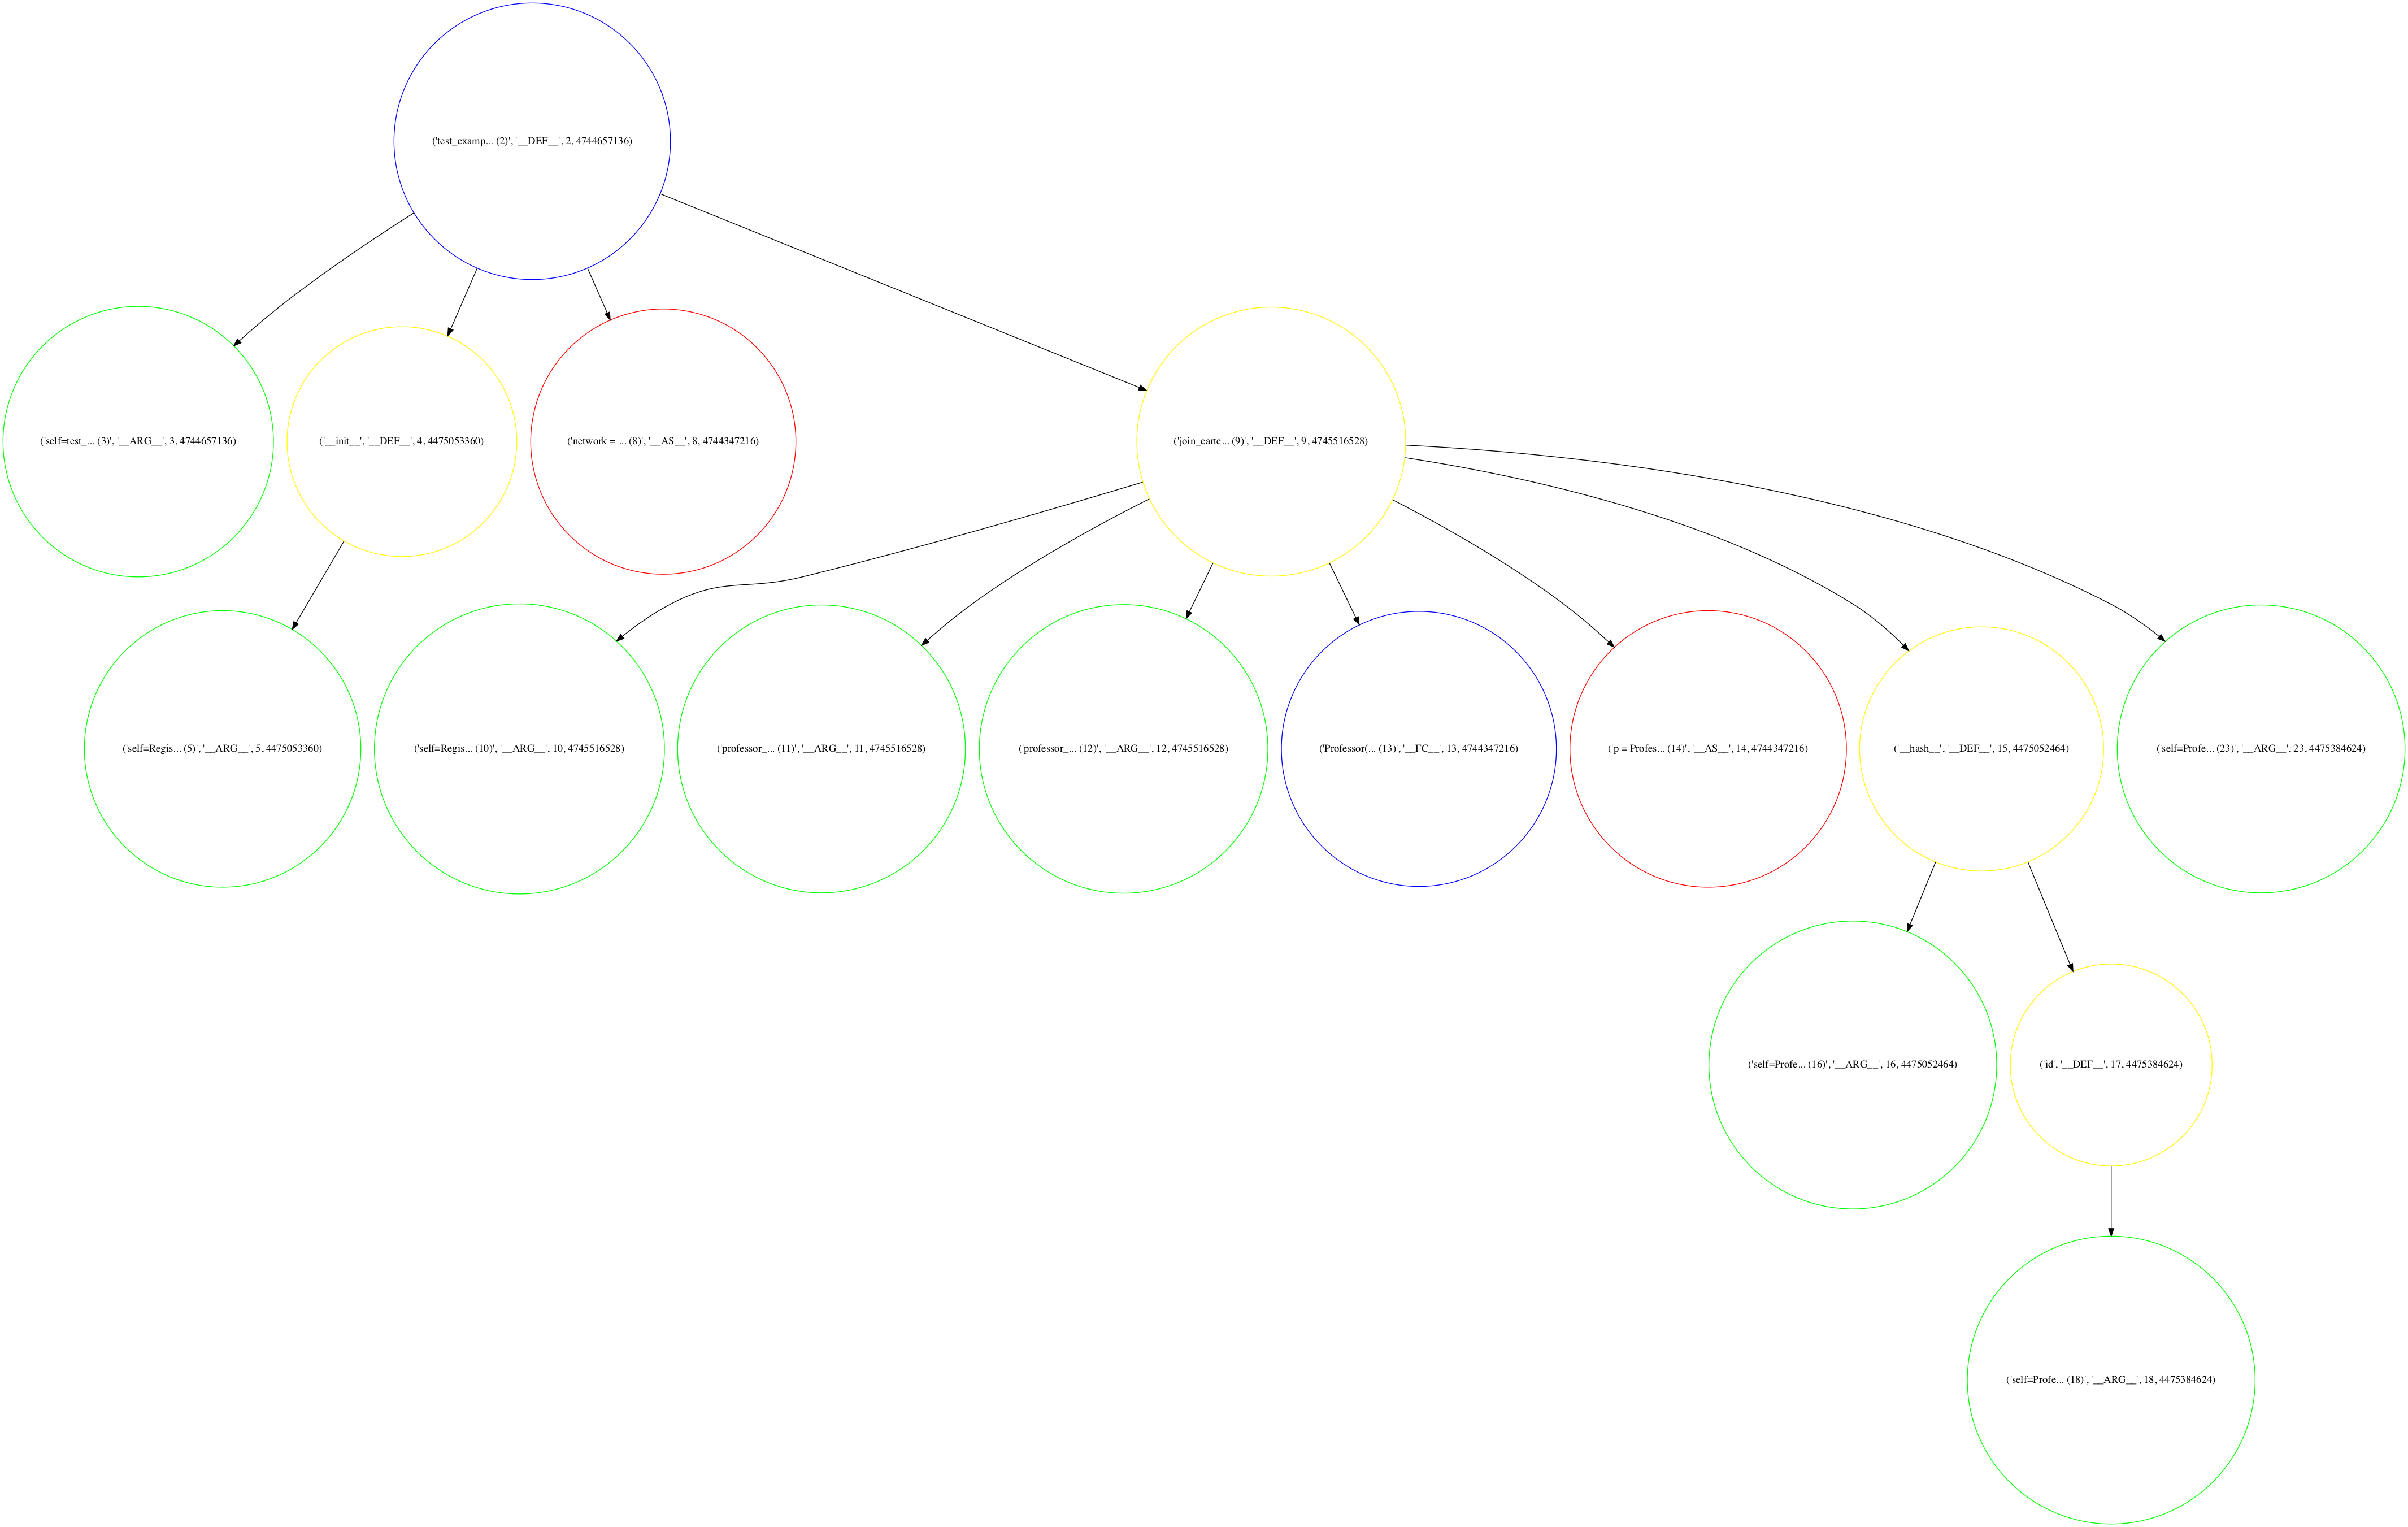 ('test_examp... (2)', '__DEF__', 2, 4744657136)
('self=test_... (3)', '__ARG__', 3, 4744657136)
('__init__', '__DEF__', 4, 4475053360)
('network = ... (8)', '__AS__', 8, 4744347216)
('join_carte... (9)', '__DEF__', 9, 4745516528)
('self=Regis... (5)', '__ARG__', 5, 4475053360)
('self=Regis... (10)', '__ARG__', 10, 4745516528)
('professor_... (11)', '__ARG__', 11, 4745516528)
('professor_... (12)', '__ARG__', 12, 4745516528)
('Professor(... (13)', '__FC__', 13, 4744347216)
('p = Profes... (14)', '__AS__', 14, 4744347216)
('__hash__', '__DEF__', 15, 4475052464)
('self=Profe... (23)', '__ARG__', 23, 4475384624)
('self=Profe... (16)', '__ARG__', 16, 4475052464)
('id', '__DEF__', 17, 4475384624)
('self=Profe... (18)', '__ARG__', 18, 4475384624)